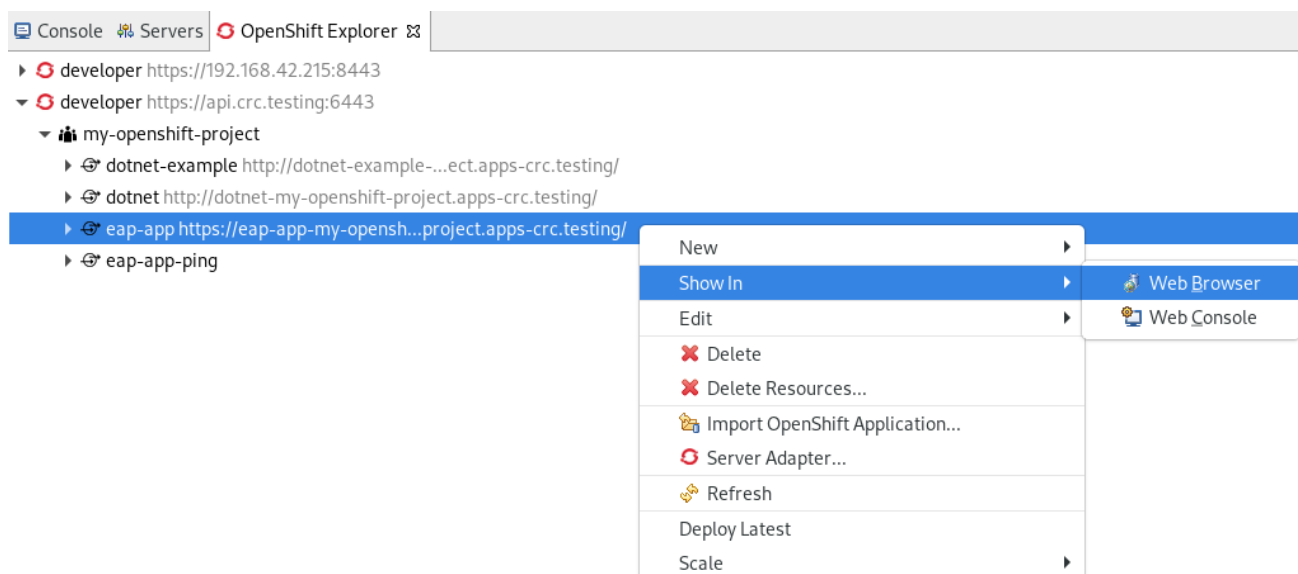 Console Servers OpenShift Explorer
developer https://192.168.42.215:8443
developer https://api.crc.testing:6443
my-openshift-project
dotnet-example http://dotnet-example-...ect.apps-crc.testing/
dotnet http://dotnet-my-openshift-project.apps-crc.testing/
eap-app https://eap-app-my-opensh...project.apps-crc.testing/
eap-app-ping
New
Show In
Edit
Delete
Delete Resources...
Import OpenShift Application...
Server Adapter...
Refresh
Deploy Latest
Scale
Web Browser
Web Console